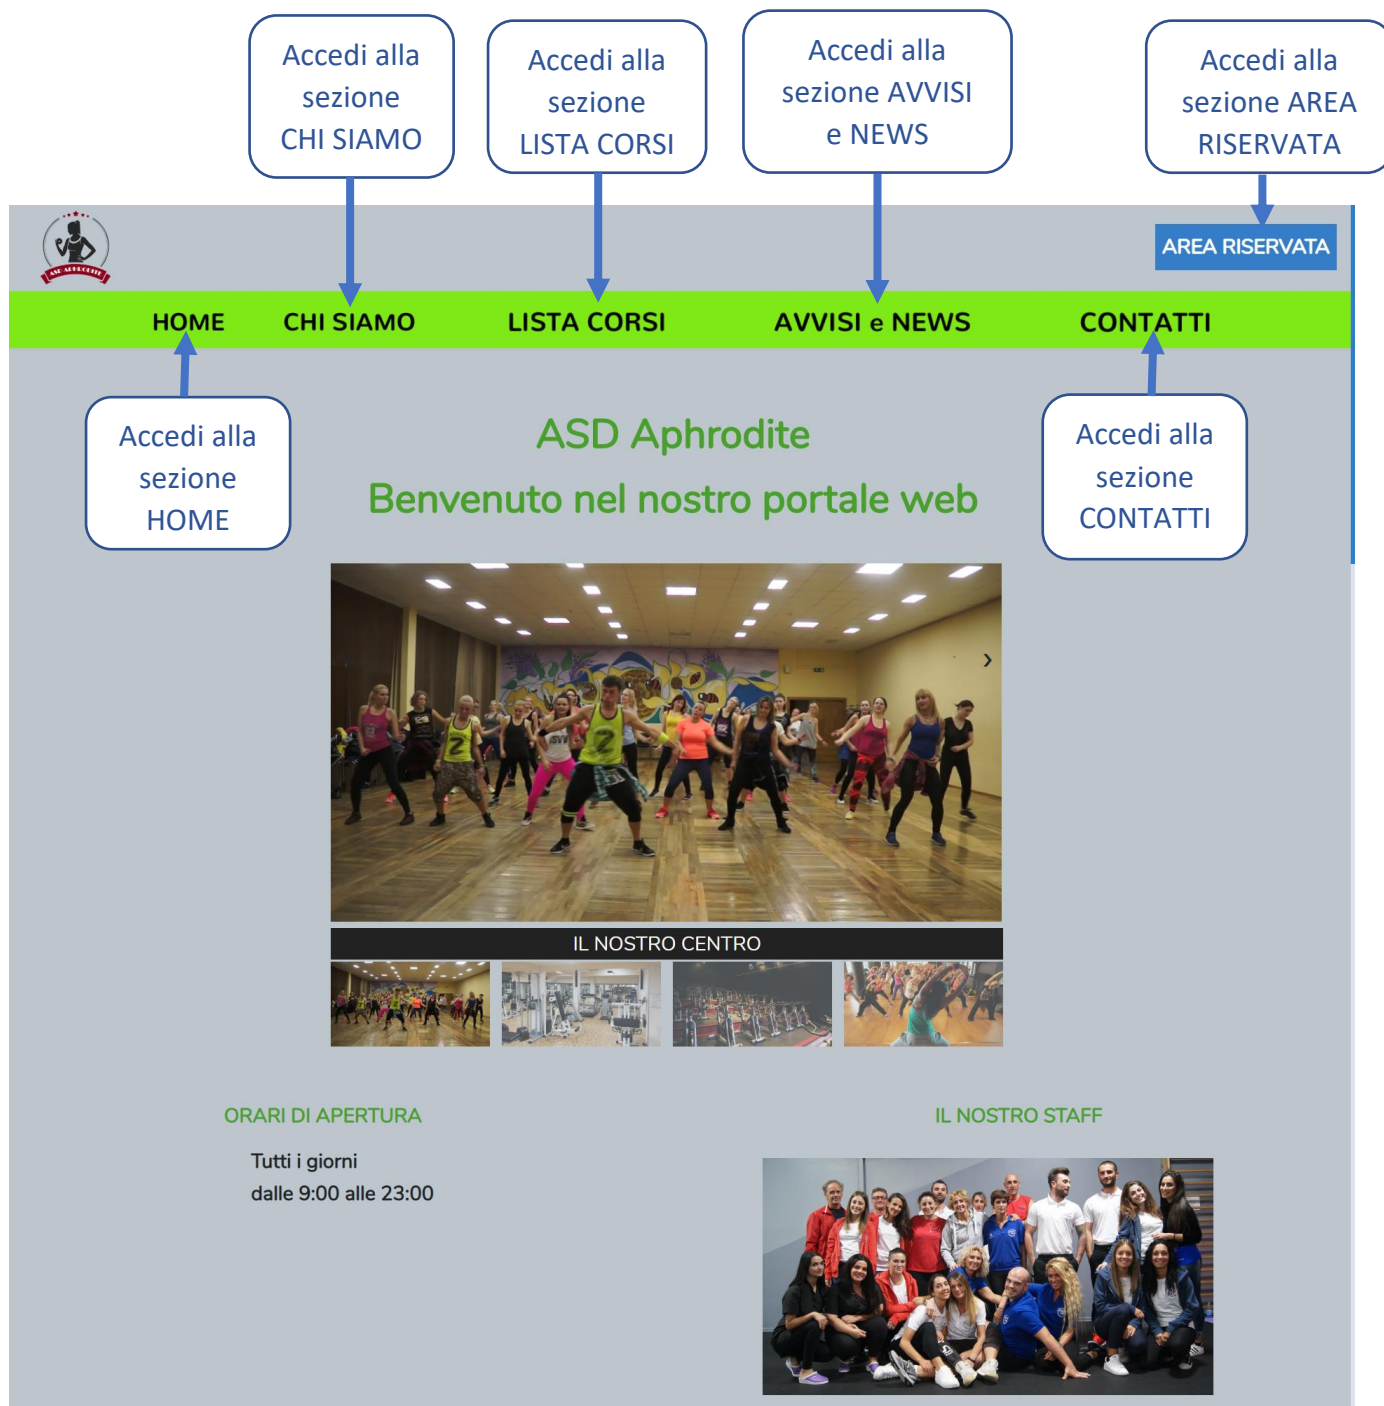 Accedi alla
sezione
CHI SIAMO
Accedi alla
sezione
LISTA CORSI
Accedi alla
sezione AVVISI
e NEWS
Accedi alla
sezione AREA
RISERVATA
ASD APHRODITE
AREA RISERVATA
HOME
CHI SIAMO
LISTA CORSI
AVVISI e NEWS
CONTATTI
Accedi alla
sezione
HOME
Accedi alla
sezione
CONTATTI
ASD Aphrodite
Benvenuto nel nostro portale web
IL NOSTRO CENTRO
ORARI DI APERTURA
Tutti i giorni
dalle 9:00 alle 23:00
IL NOSTRO STAFF